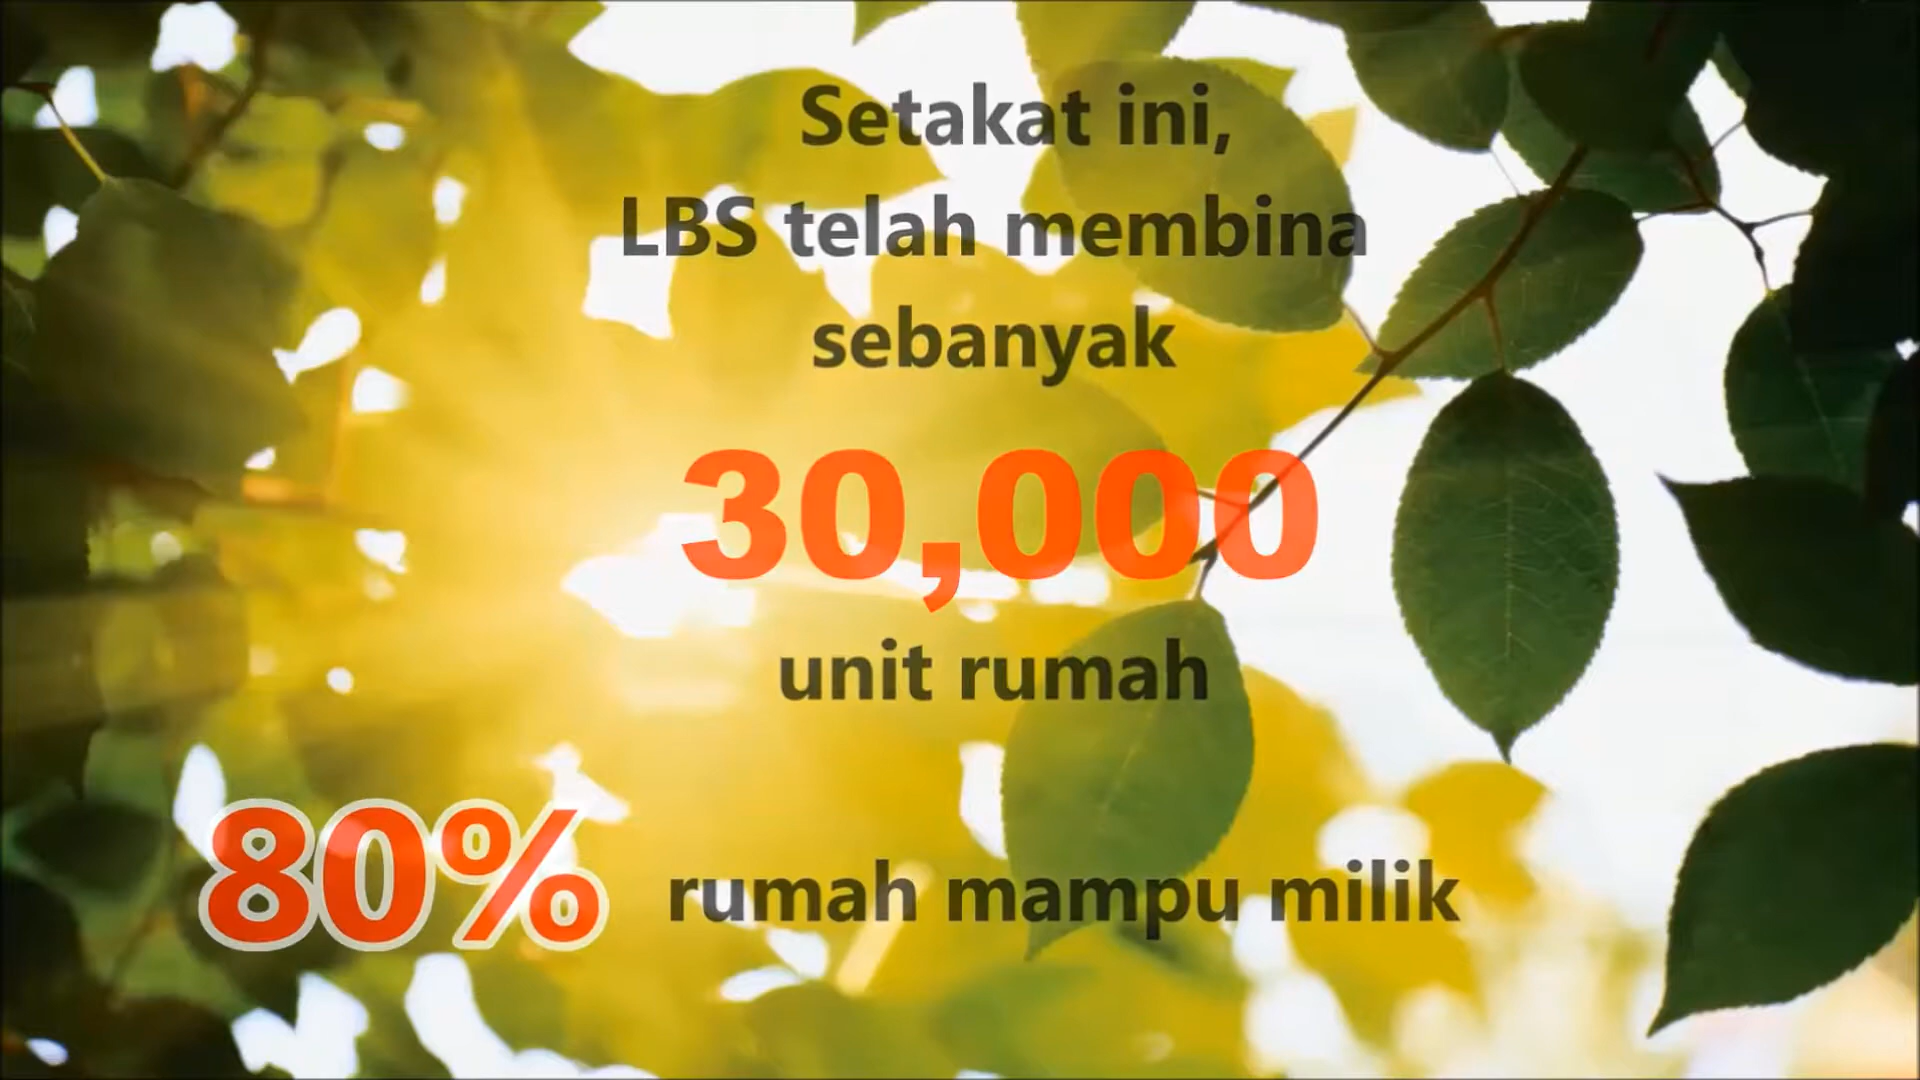 Setakat ini,
LBS telah membina
sebanyak
30,000
unit rumah
80% rumah mampu milik